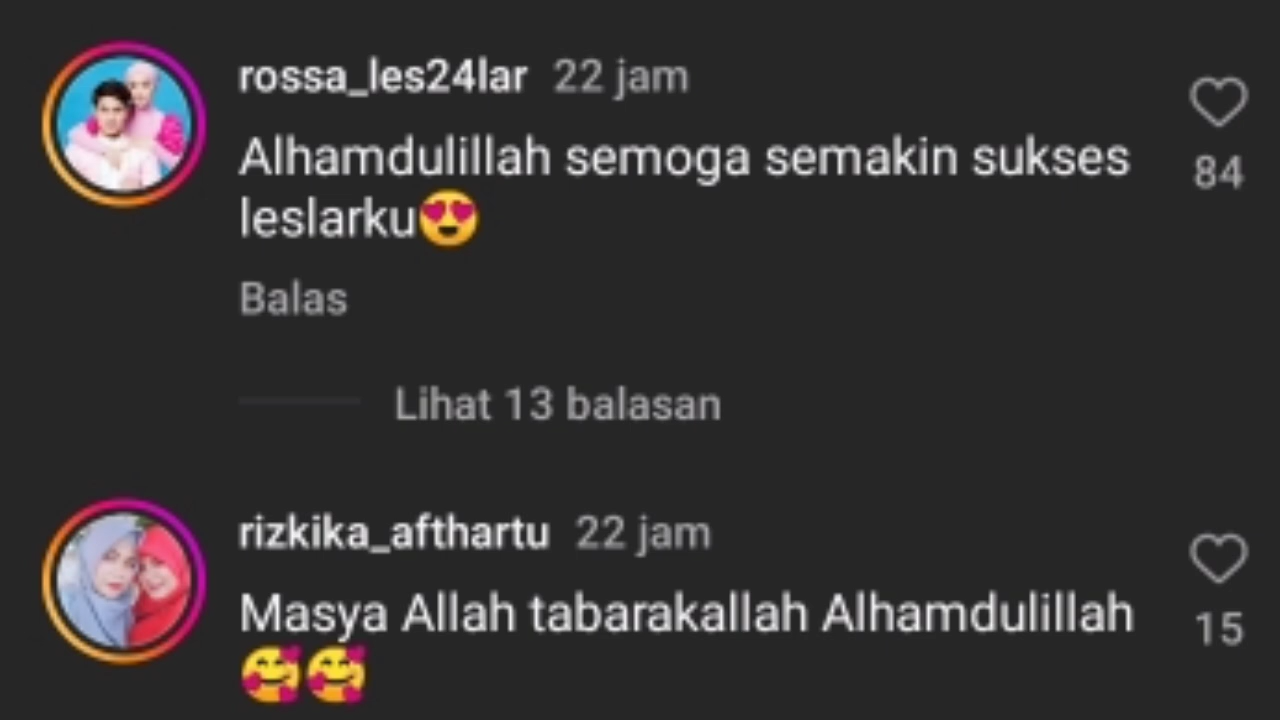 rossa_les24lar 22 jam
Alhamdulillah semoga semakin sukses
leslarku😍
84
Balas
Lihat 13 balasan
rizkika_afthartu 22 jam
Masya Allah tabarakallah Alhamdulillah
🥰🥰
15